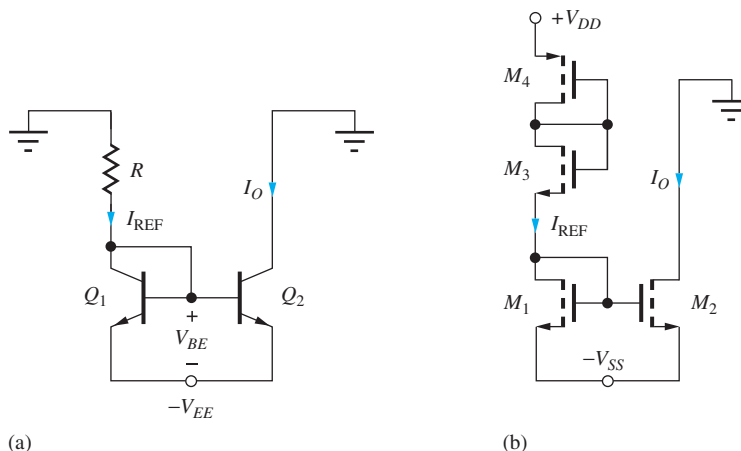 +V_DD
M_4
R
M_3
I_O
I_O
I_REF
I_REF
Q_1
Q_2
M_1
M_2
+
V_BE
−
−V_SS
−V_EE
(a)
(b)